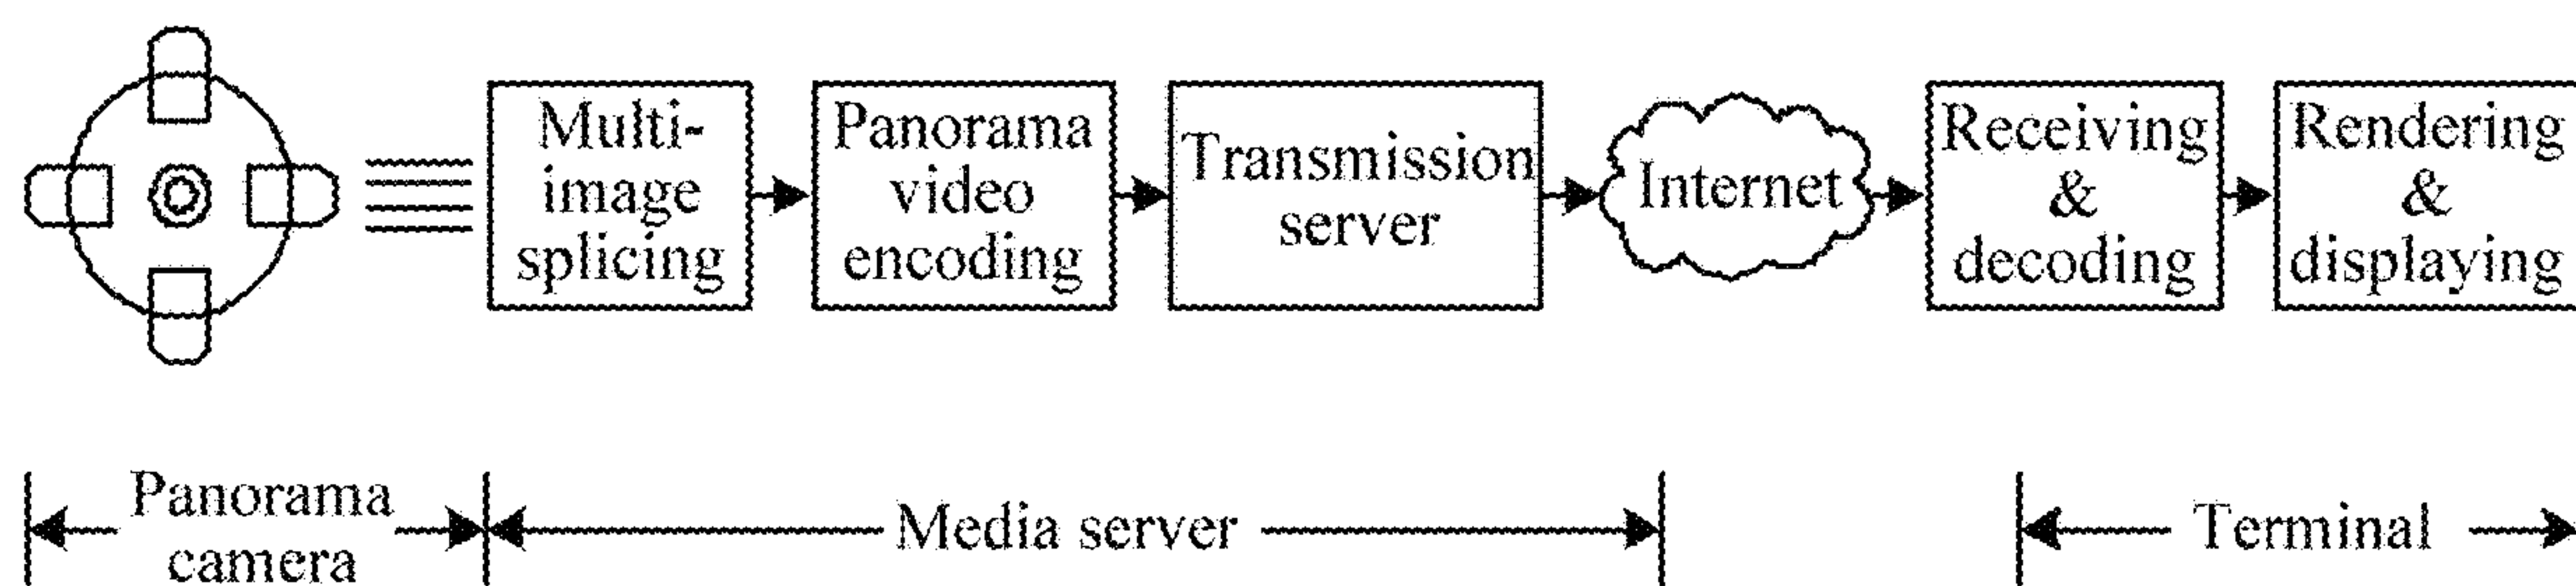 Multi-
image
splicing
Panorama
video
encoding
Transmission
server
Internet
Receiving
&
decoding
Rendering
&
displaying
Panorama
camera
Media server
Terminal